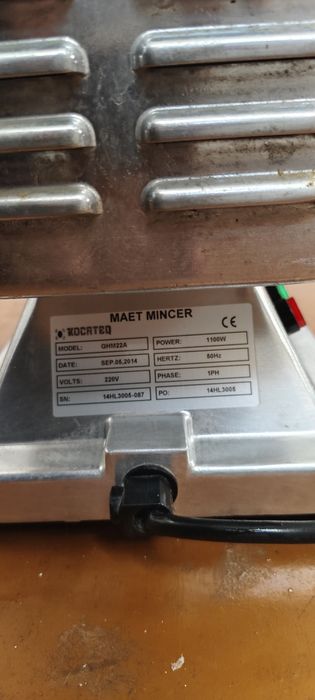 MAET MINCER
KOCATEQ CE
MODEL: GHM22A POWER: 1100W
DATE: SEP.05,2014 HERTZ: 50Hz
VOLTS: 220V PHASE: 1PH
SN: 14HL3005-087 PO: 14HL3005